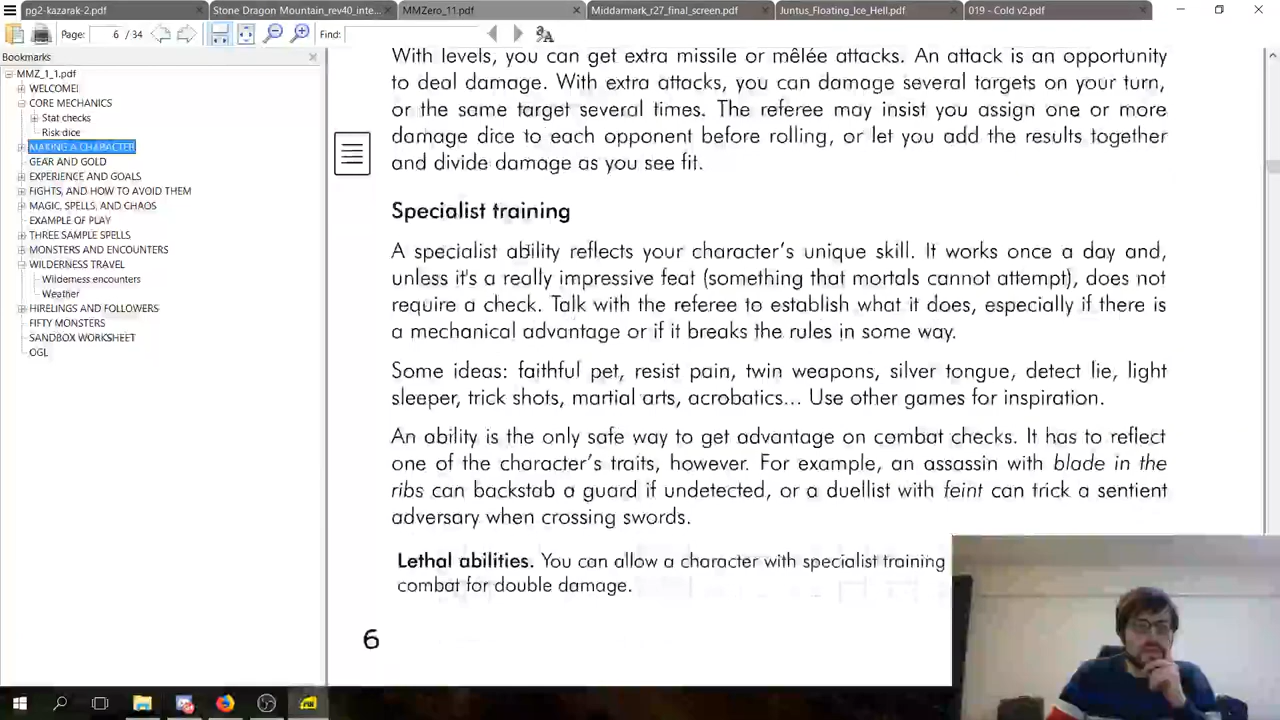 pg2-kazarak-2.pdf
Stone Dragon Mountain_rev40_inte...
MMZero_11.pdf
Middarmark_r27_final_screen.pdf
Juntus_Floating_Ice_Hell.pdf
019 - Cold v2.pdf
Page: 6 / 34
Find:
Bookmarks
MMZ_1_1.pdf
WELCOME!
CORE MECHANICS
Stat checks
Risk dice
MAKING A CHARACTER
GEAR AND GOLD
EXPERIENCE AND GOALS
FIGHTS, AND HOW TO AVOID THEM
MAGIC, SPELLS, AND CHAOS
EXAMPLE OF PLAY
THREE SAMPLE SPELLS
MONSTERS AND ENCOUNTERS
WILDERNESS TRAVEL
Wilderness encounters
Weather
HIRELINGS AND FOLLOWERS
FIFTY MONSTERS
SANDBOX WORKSHEET
OGL
With levels, you can get extra missile or mêlée attacks. An attack is an opportunity
to deal damage. With extra attacks, you can damage several targets on your turn,
or the same target several times. The referee may insist you assign one or more
damage dice to each opponent before rolling, or let you add the results together
and divide damage as you see fit.
Specialist training
A specialist ability reflects your character's unique skill. It works once a day and,
unless it's a really impressive feat (something that mortals cannot attempt), does not
require a check. Talk with the referee to establish what it does, especially if there is
a mechanical advantage or if it breaks the rules in some way.
Some ideas: faithful pet, resist pain, twin weapons, silver tongue, detect lie, light
sleeper, trick shots, martial arts, acrobatics... Use other games for inspiration.
An ability is the only safe way to get advantage on combat checks. It has to reflect
one of the character's traits, however. For example, an assassin with blade in the
ribs can backstab a guard if undetected, or a duellist with feint can trick a sentient
adversary when crossing swords.
Lethal abilities. You can allow a character with specialist training
combat for double damage.
6